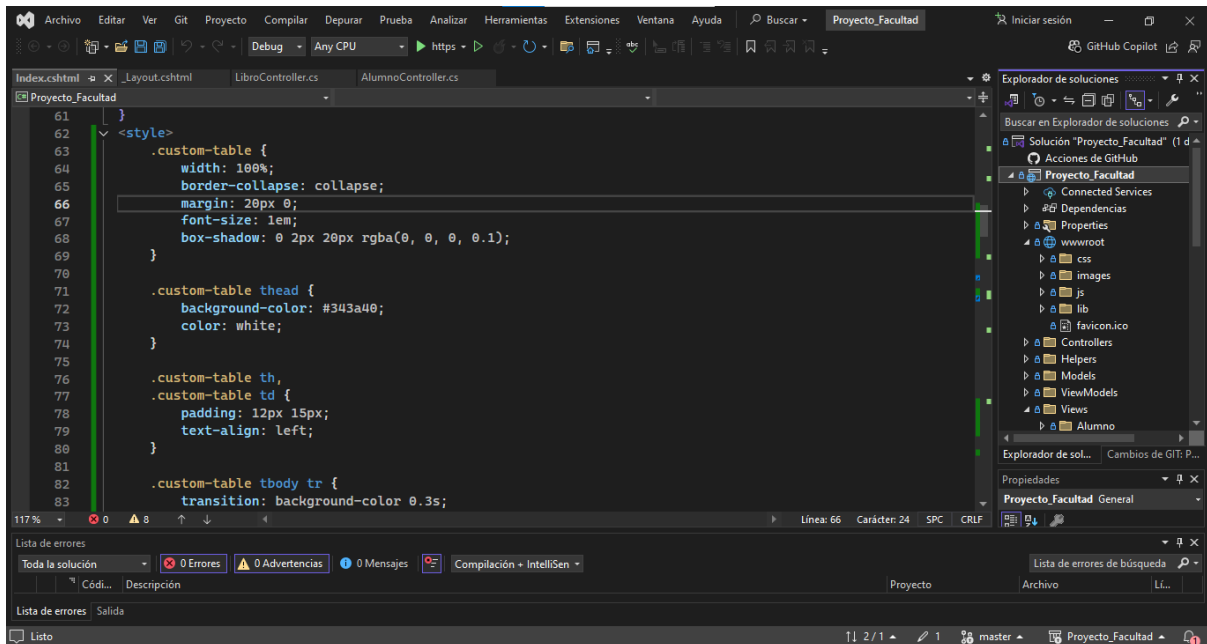 Archivo Editar Ver Git Proyecto Compilar Depurar Prueba Analizar Herramientas Extensiones Ventana Ayuda Buscar Proyecto_Facultad Iniciar sesión
Debug Any CPU https GitHub Copilot
Index.cshtml _Layout.cshtml LibroController.cs AlumnoController.cs
Proyecto_Facultad
61 }
62 <style>
63 .custom-table {
64 width: 100%;
65 border-collapse: collapse;
66 margin: 20px 0;
67 font-size: 1em;
68 box-shadow: 0 2px 20px rgba(0, 0, 0, 0.1);
69 }
70
71 .custom-table thead {
72 background-color: #343a40;
73 color: white;
74 }
75
76 .custom-table th,
77 .custom-table td {
78 padding: 12px 15px;
79 text-align: left;
80 }
81
82 .custom-table tbody tr {
83 transition: background-color 0.3s;
117 % 0 8 Línea: 66 Carácter: 24 SPC CRLF
Explorador de soluciones
Buscar en Explorador de soluciones
Solución "Proyecto_Facultad" (1 d
Acciones de GitHub
Proyecto_Facultad
Connected Services
Dependencias
Properties
wwwroot
css
images
js
lib
favicon.ico
Controllers
Helpers
Models
ViewModels
Views
Alumno
Explorador de sol... Cambios de GIT: P...
Propiedades
Proyecto_Facultad General
Lista de errores
Toda la solución 0 Errores 0 Advertencias 0 Mensajes Compilación + IntelliSen Lista de errores de búsqueda
Códi... Descripción Proyecto Archivo Lí...
Lista de errores Salida
Listo 2/1 1 master Proyecto_Facultad 1